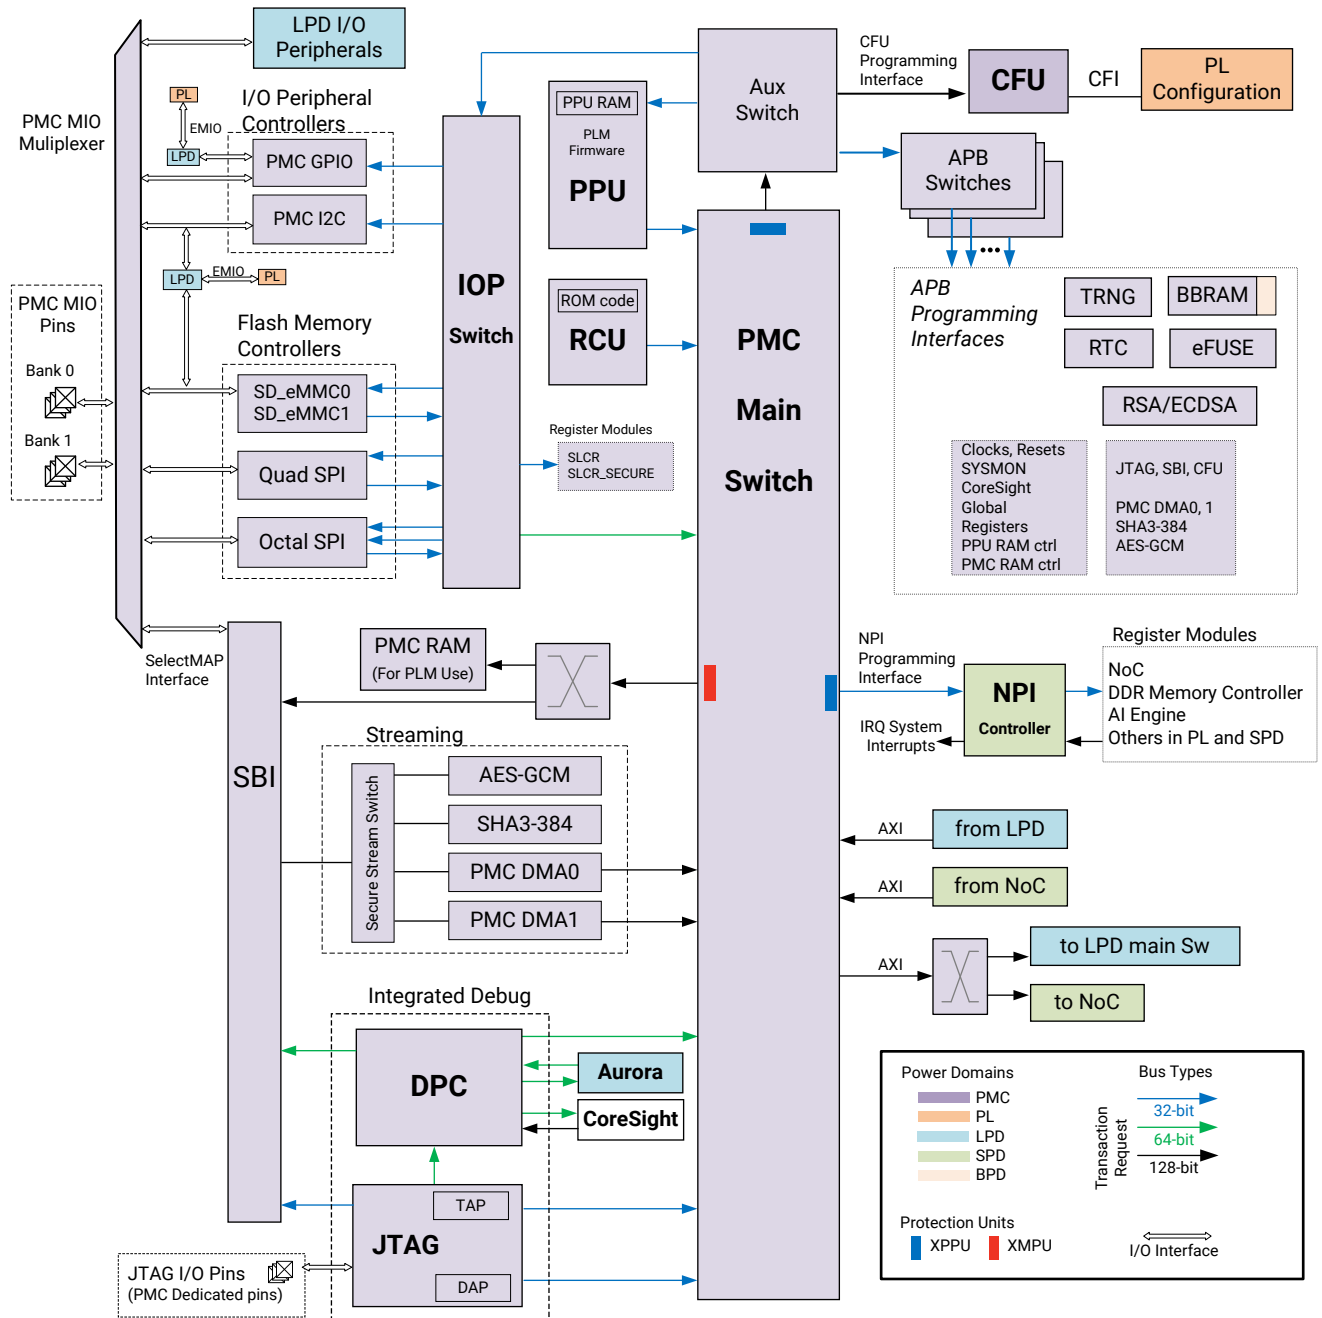 LPD I/O
Peripherals
PMC MIO
Muliplexer
PL
EMIO
LPD
I/O Peripheral
Controllers
PMC GPIO
PMC I2C
LPD
EMIO
PL
PMC MIO
Pins
Bank 0
Bank 1
Flash Memory
Controllers
SD_eMMC0
SD_eMMC1
Quad SPI
Octal SPI
IOP
Switch
PPU RAM
PLM
Firmware
PPU
ROM code
RCU
Register Modules
SLCR
SLCR_SECURE
Aux
Switch
PMC
Main
Switch
CFU
Programming
Interface
CFU
CFI
PL
Configuration
APB
Switches
...
APB
Programming
Interfaces
TRNG
BBRAM
RTC
eFUSE
RSA/ECDSA
Clocks, Resets
SYSMON
CoreSight
Global
Registers
PPU RAM ctrl
PMC RAM ctrl
JTAG, SBI, CFU
PMC DMA0, 1
SHA3-384
AES-GCM
SelectMAP
Interface
SBI
PMC RAM
(For PLM Use)
Streaming
Secure Stream Switch
AES-GCM
SHA3-384
PMC DMA0
PMC DMA1
NPI
Programming
Interface
NPI
Controller
IRQ System
Interrupts
Register Modules
NoC
DDR Memory Controller
AI Engine
Others in PL and SPD
AXI
from LPD
AXI
from NoC
AXI
to LPD main Sw
to NoC
Integrated Debug
DPC
Aurora
CoreSight
TAP
JTAG
DAP
JTAG I/O Pins
(PMC Dedicated pins)
Power Domains
PMC
PL
LPD
SPD
BPD
Bus Types
Transaction
Request
32-bit
64-bit
128-bit
Protection Units
XPPU
XMPU
I/O Interface